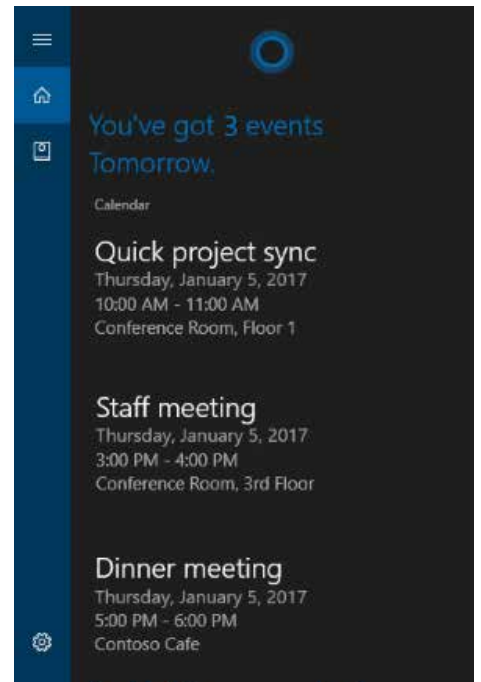 You've got 3 events
Tomorrow.
Calendar
Quick project sync
Thursday, January 5, 2017
10:00 AM - 11:00 AM
Conference Room, Floor 1
Staff meeting
Thursday, January 5, 2017
3:00 PM - 4:00 PM
Conference Room, 3rd Floor
Dinner meeting
Thursday, January 5, 2017
5:00 PM - 6:00 PM
Contoso Cafe